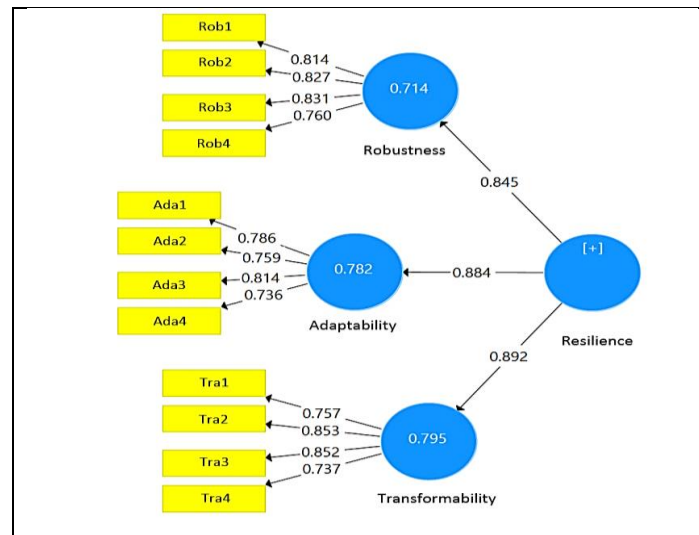 Rob1
Rob2
Rob3
Rob4
0.814
0.827
0.831
0.760
0.714
Robustness
0.845
Ada1
Ada2
Ada3
Ada4
0.786
0.759
0.814
0.736
0.782
Adaptability
0.884
[+]
Resilience
0.892
Tra1
Tra2
Tra3
Tra4
0.757
0.853
0.852
0.737
0.795
Transformability